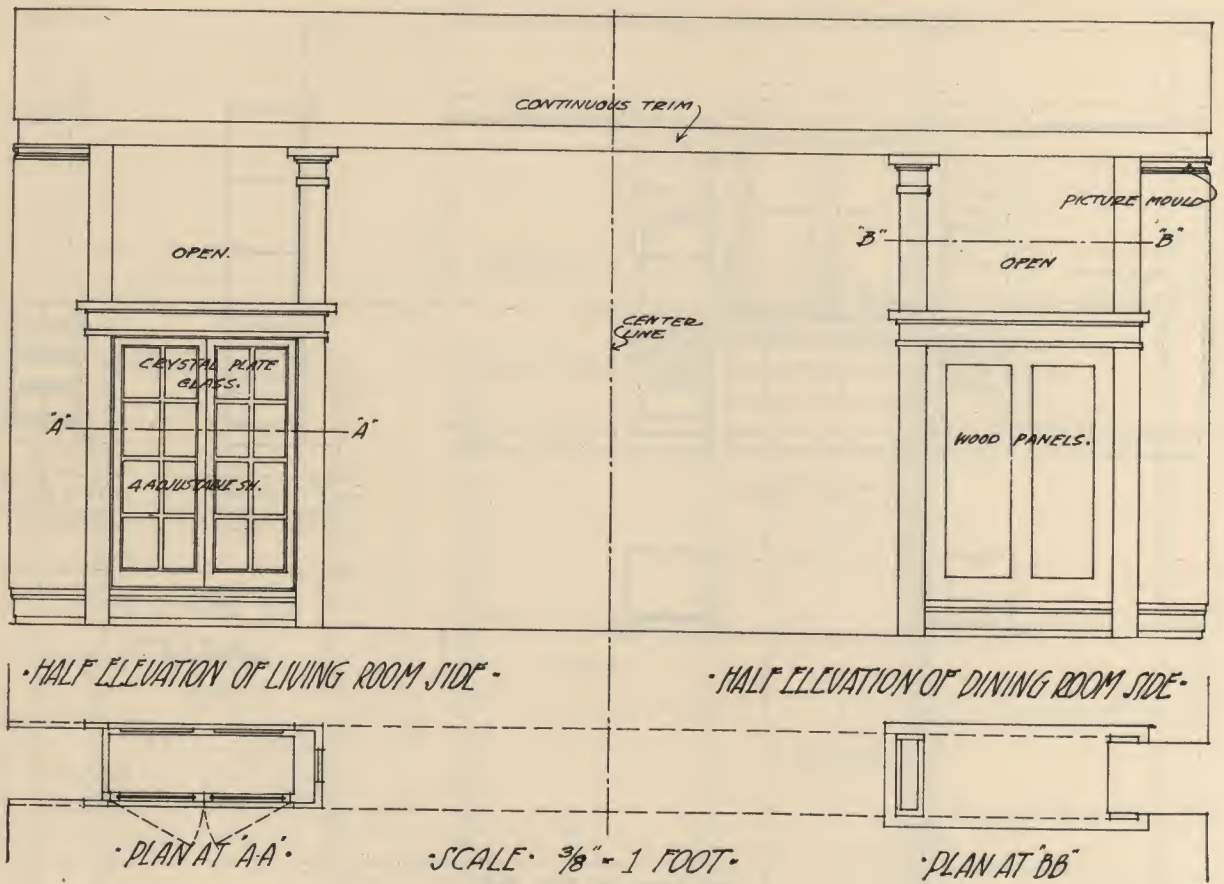 CONTINUOUS TRIM
PICTURE MOULD
"B" "B"
OPEN.
OPEN
CENTER
LINE
CRYSTAL PLATE
GLASS.
"A" "A"
WOOD PANELS.
4 ADJUSTABLE SH.
·HALF ELEVATION OF LIVING ROOM SIDE·
·HALF ELEVATION OF DINING ROOM SIDE·
·PLAN AT "A-A"·
·SCALE· 3/8" = 1 FOOT·
·PLAN AT "BB"